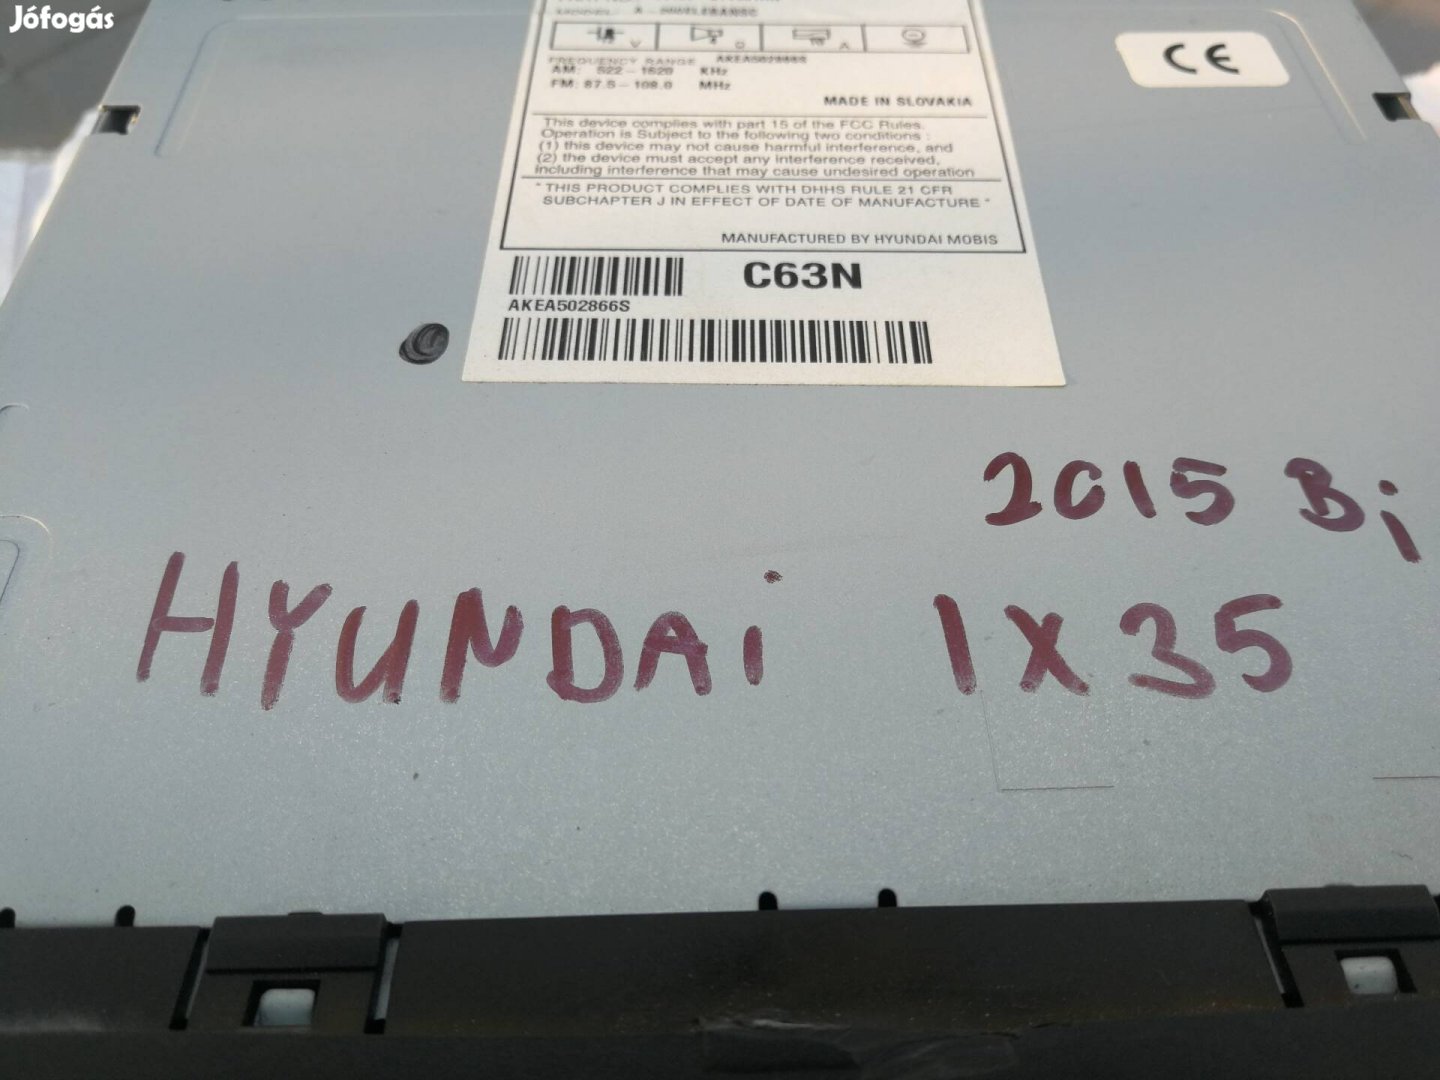 Jófogás
FREQUENCY RANGE AKEA502866S
AM: 522 - 1620 KHz
FM: 87.5 - 108.0 MHz
CE
MADE IN SLOVAKIA
This device complies with part 15 of the FCC Rules.
Operation is Subject to the following two conditions :
(1) this device may not cause harmful interference, and
(2) the device must accept any interference received,
including interference that may cause undesired operation
" THIS PRODUCT COMPLIES WITH DHHS RULE 21 CFR
SUBCHAPTER J IN EFFECT OF DATE OF MANUFACTURE "
MANUFACTURED BY HYUNDAI MOBIS
C63N
AKEA502866S
2015 Bi
HYUNDAi IX35